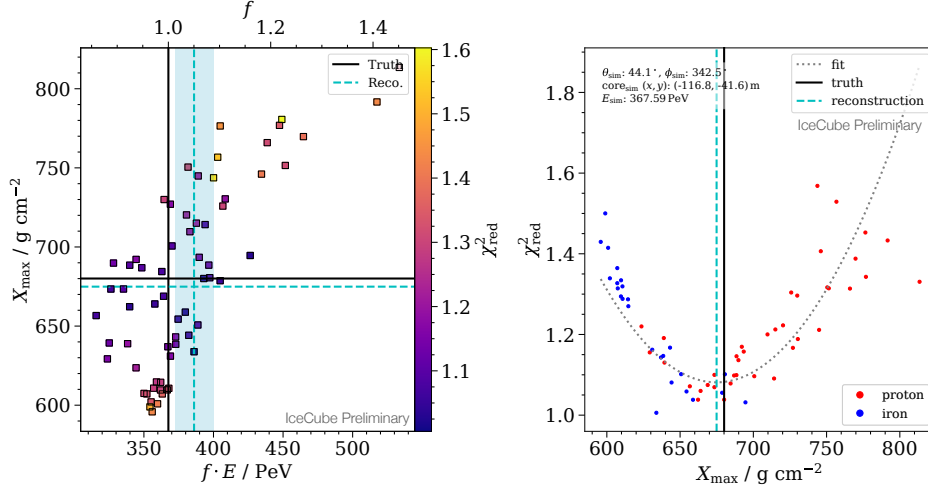 f
1.0 1.2 1.4
800
750
700
650
600
X_max / g cm⁻²
Truth
Reco.
IceCube Preliminary
350 400 450 500
f · E / PeV
1.6
1.5
1.4
1.3
1.2
1.1
χ²_red
θ_sim: 44.1°, ϕ_sim: 342.5°
core_sim (x, y): (-116.8, -41.6) m
E_sim: 367.59 PeV
fit
truth
reconstruction
IceCube Preliminary
1.8
1.6
1.4
1.2
1.0
χ²_red
proton
iron
600 650 700 750 800
X_max / g cm⁻²